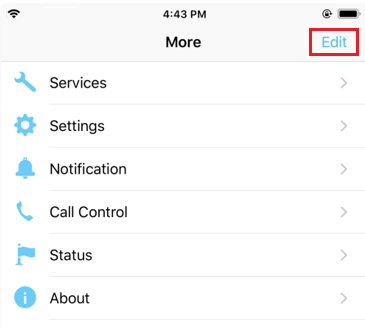 4:43 PM
More
Edit
Services
Settings
Notification
Call Control
Status
About